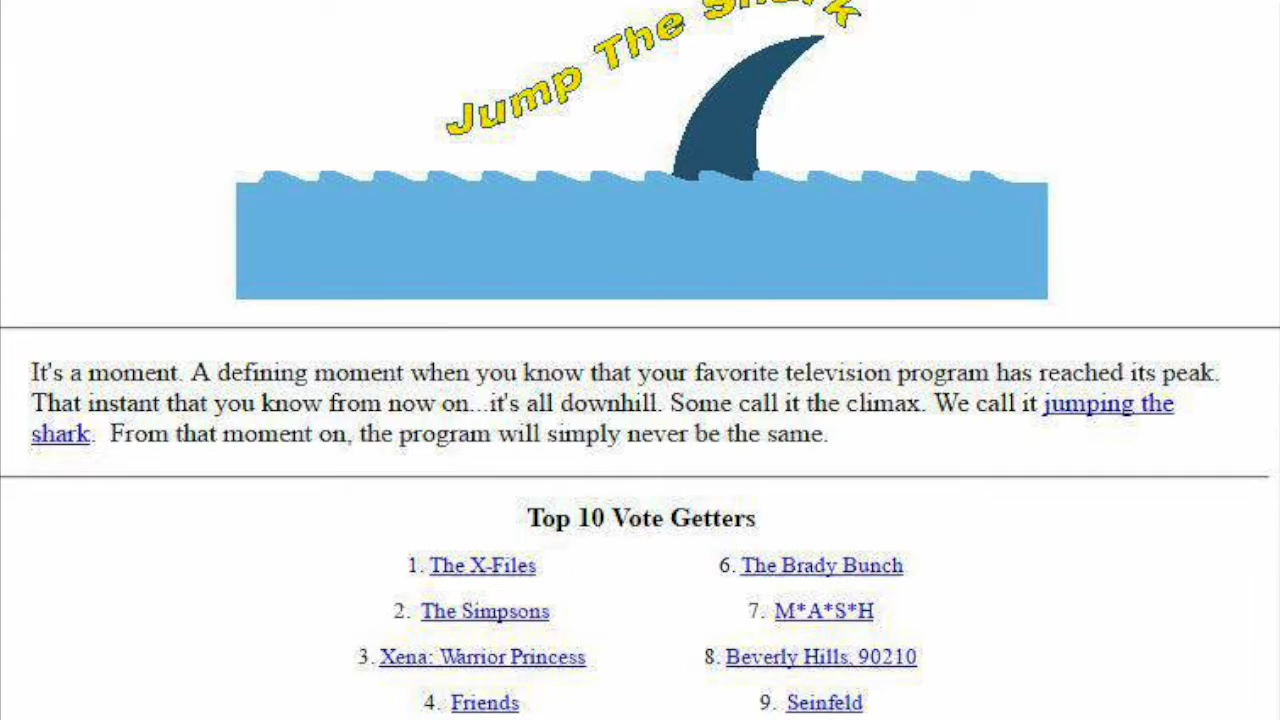 Jump The Shark
It's a moment. A defining moment when you know that your favorite television program has reached its peak.
That instant that you know from now on...it's all downhill. Some call it the climax. We call it jumping the
shark. From that moment on, the program will simply never be the same.
Top 10 Vote Getters
1. The X-Files
2. The Simpsons
3. Xena: Warrior Princess
4. Friends
6. The Brady Bunch
7. M*A*S*H
8. Beverly Hills, 90210
9. Seinfeld